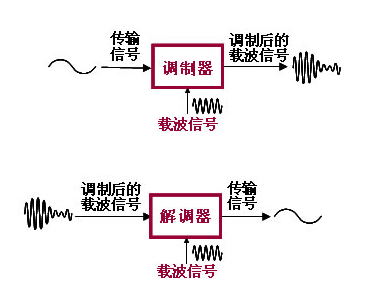 传输
信号
调制器
调制后的
载波信号
载波信号
调制后的
载波信号
解调器
传输
信号
载波信号